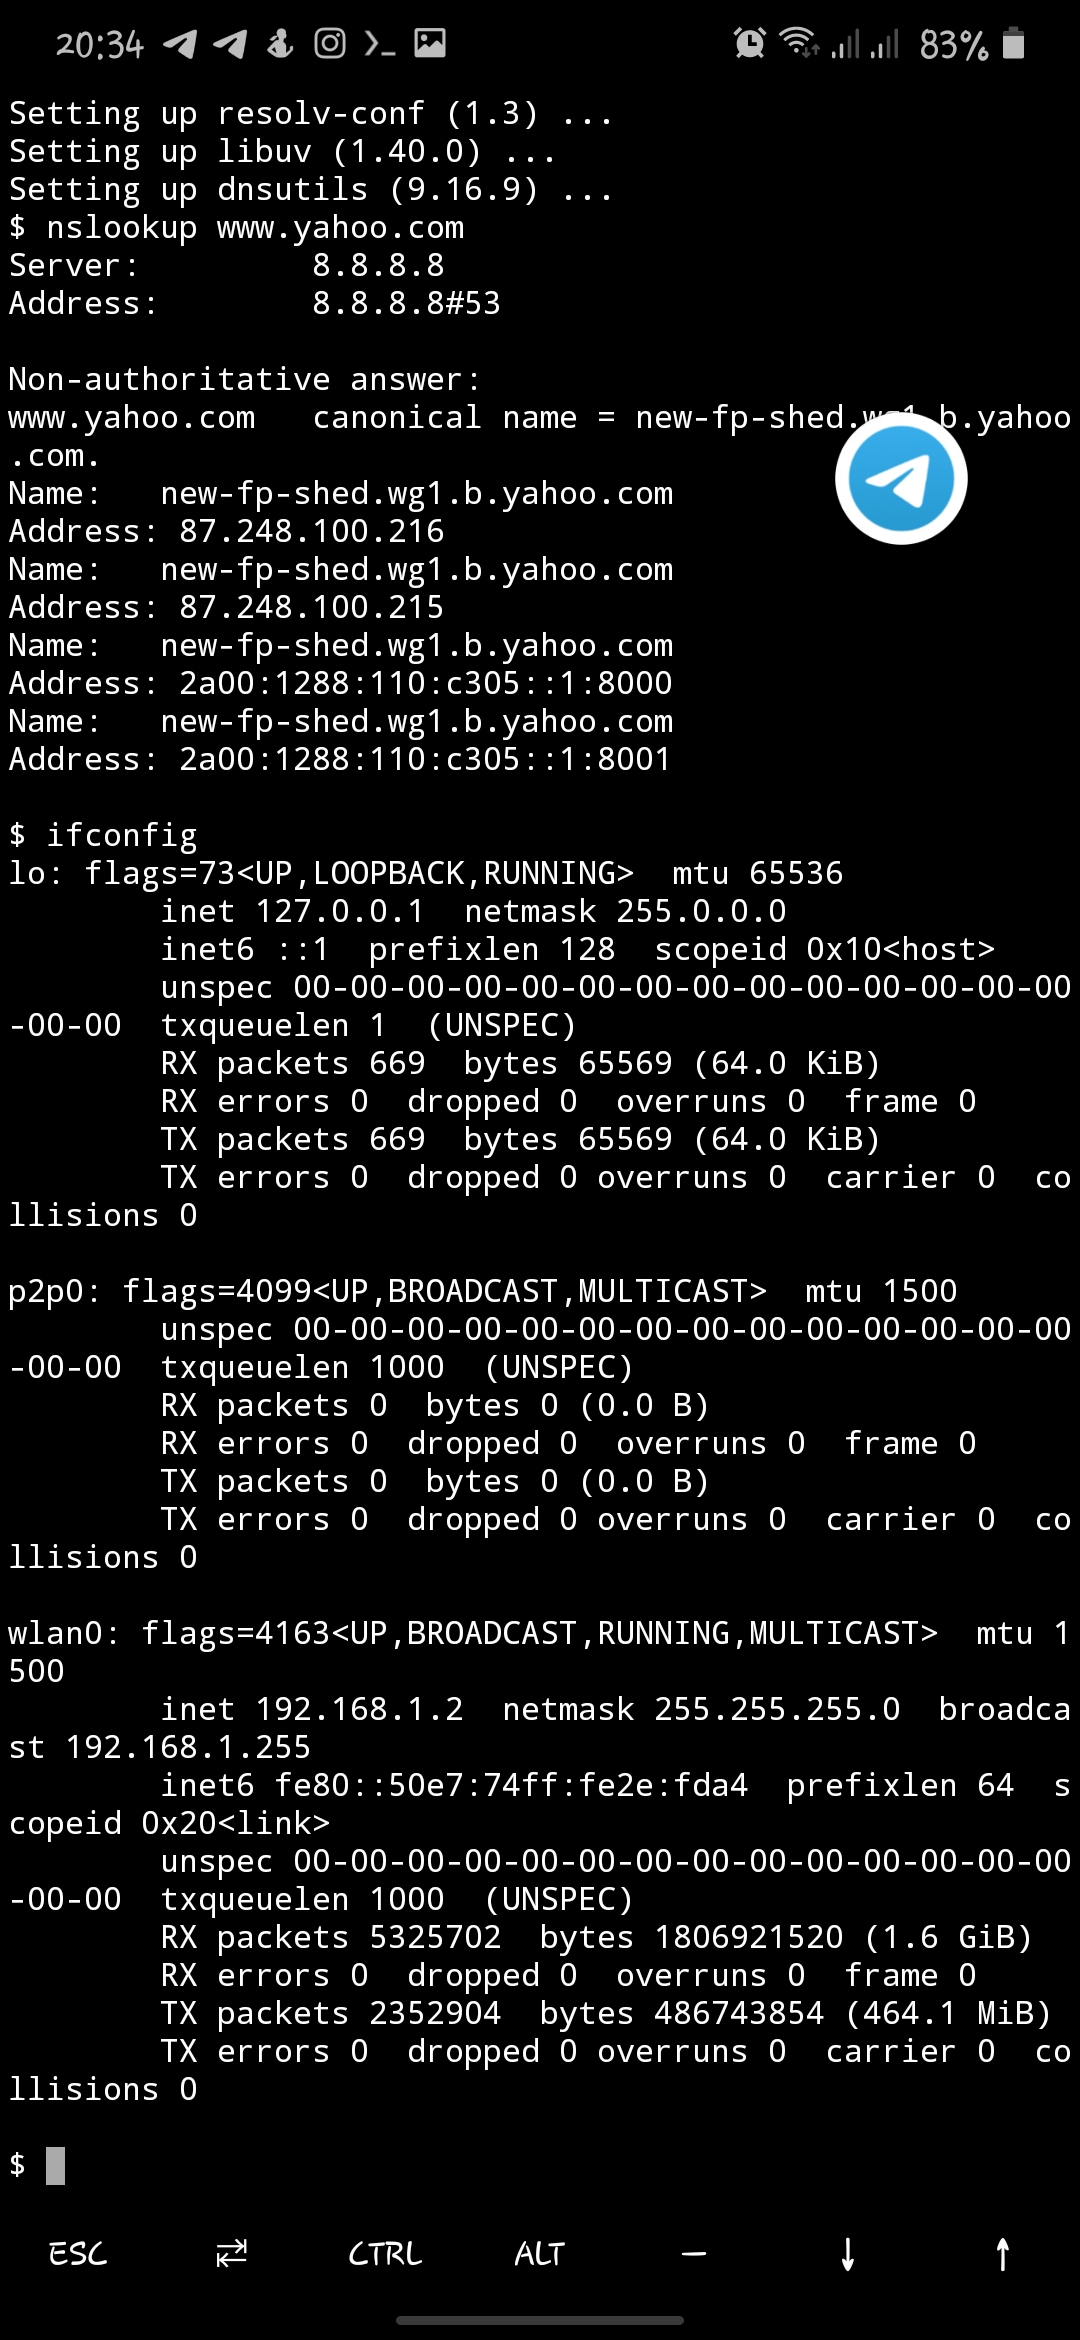 20:34 83%
Setting up resolv-conf (1.3) ...
Setting up libuv (1.40.0) ...
Setting up dnsutils (9.16.9) ...
$ nslookup www.yahoo.com
Server:         8.8.8.8
Address:        8.8.8.8#53
Non-authoritative answer:
www.yahoo.com   canonical name = new-fp-shed.wg1.b.yahoo
.com.
Name:   new-fp-shed.wg1.b.yahoo.com
Address: 87.248.100.216
Name:   new-fp-shed.wg1.b.yahoo.com
Address: 87.248.100.215
Name:   new-fp-shed.wg1.b.yahoo.com
Address: 2a00:1288:110:c305::1:8000
Name:   new-fp-shed.wg1.b.yahoo.com
Address: 2a00:1288:110:c305::1:8001
$ ifconfig
lo: flags=73<UP,LOOPBACK,RUNNING>  mtu 65536
        inet 127.0.0.1  netmask 255.0.0.0
        inet6 ::1  prefixlen 128  scopeid 0x10<host>
        unspec 00-00-00-00-00-00-00-00-00-00-00-00-00-00
-00-00  txqueuelen 1  (UNSPEC)
        RX packets 669  bytes 65569 (64.0 KiB)
        RX errors 0  dropped 0  overruns 0  frame 0
        TX packets 669  bytes 65569 (64.0 KiB)
        TX errors 0  dropped 0 overruns 0  carrier 0  co
llisions 0
p2p0: flags=4099<UP,BROADCAST,MULTICAST>  mtu 1500
        unspec 00-00-00-00-00-00-00-00-00-00-00-00-00-00
-00-00  txqueuelen 1000  (UNSPEC)
        RX packets 0  bytes 0 (0.0 B)
        RX errors 0  dropped 0  overruns 0  frame 0
        TX packets 0  bytes 0 (0.0 B)
        TX errors 0  dropped 0 overruns 0  carrier 0  co
llisions 0
wlan0: flags=4163<UP,BROADCAST,RUNNING,MULTICAST>  mtu 1
500
        inet 192.168.1.2  netmask 255.255.255.0  broadca
st 192.168.1.255
        inet6 fe80::50e7:74ff:fe2e:fda4  prefixlen 64  s
copeid 0x20<link>
        unspec 00-00-00-00-00-00-00-00-00-00-00-00-00-00
-00-00  txqueuelen 1000  (UNSPEC)
        RX packets 5325702  bytes 1806921520 (1.6 GiB)
        RX errors 0  dropped 0  overruns 0  frame 0
        TX packets 2352904  bytes 486743854 (464.1 MiB)
        TX errors 0  dropped 0 overruns 0  carrier 0  co
llisions 0
$
ESC ⇄ CTRL ALT — ↓ ↑